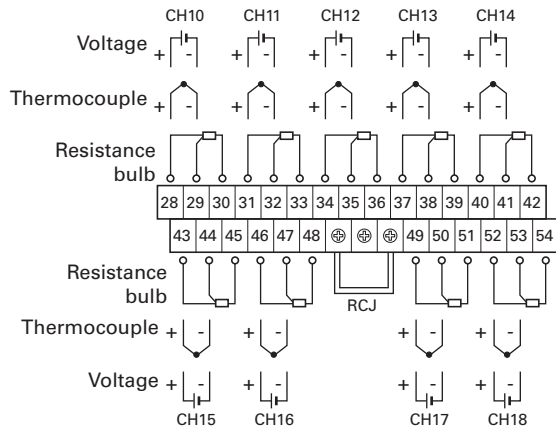 CH10 CH11 CH12 CH13 CH14
Voltage + - + - + - + - + -
Thermocouple + - + - + - + - + -
Resistance
bulb
28 29 30 31 32 33 34 35 36 37 38 39 40 41 42
43 44 45 46 47 48 49 50 51 52 53 54
Resistance
bulb
RCJ
Thermocouple + - + - + - + -
Voltage + - + - + - + -
CH15 CH16 CH17 CH18